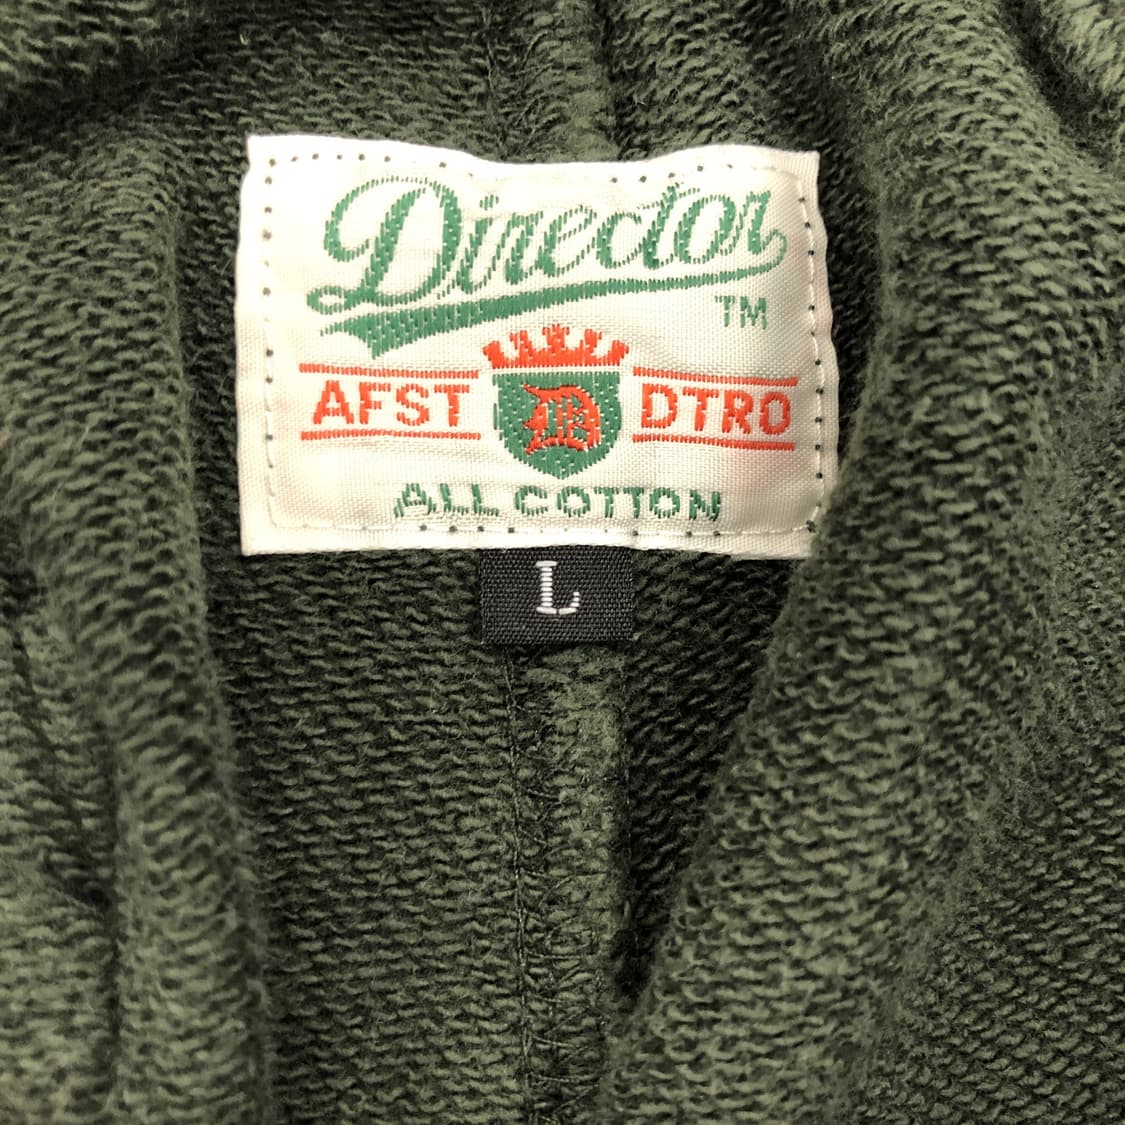 Director
TM
AFST DTRO
ALL COTTON
L